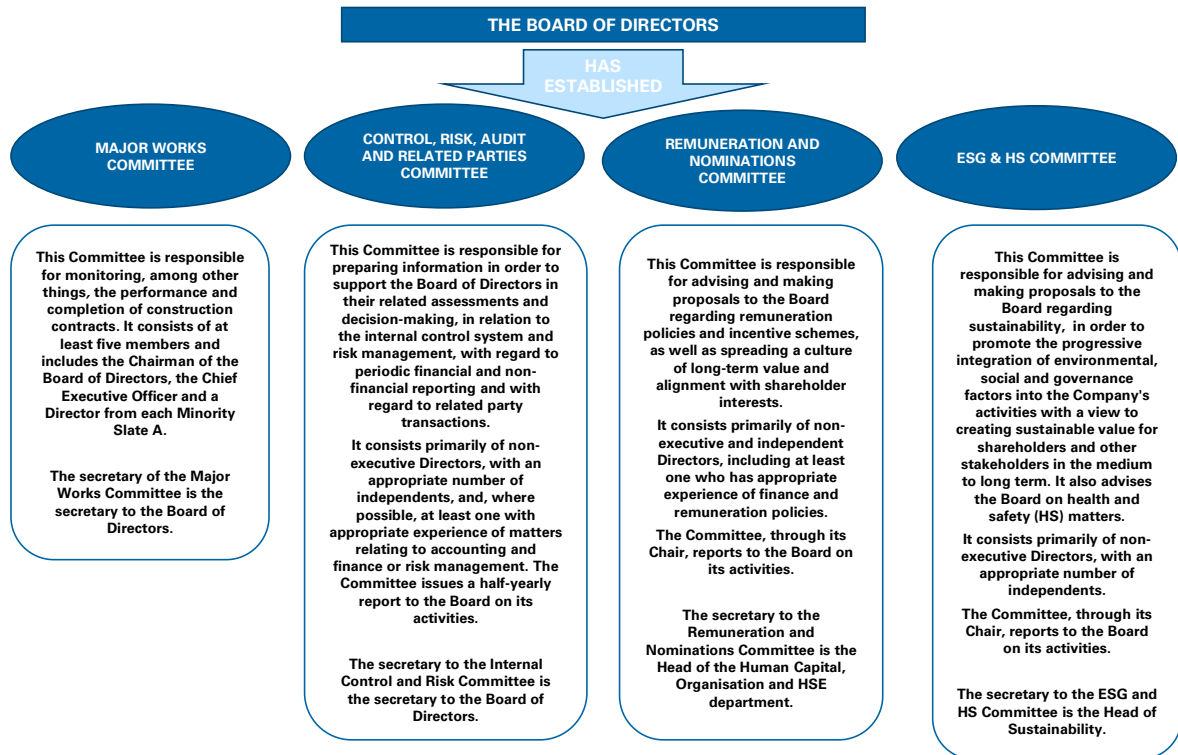 THE BOARD OF DIRECTORS
HAS
ESTABLISHED
MAJOR WORKS
COMMITTEE
CONTROL, RISK, AUDIT
AND RELATED PARTIES
COMMITTEE
REMUNERATION AND
NOMINATIONS
COMMITTEE
ESG & HS COMMITTEE
This Committee is responsible
for monitoring, among other
things, the performance and
completion of construction
contracts. It consists of at
least five members and
includes the Chairman of the
Board of Directors, the Chief
Executive Officer and a
Director from each Minority
Slate A.
The secretary of the Major
Works Committee is the
secretary to the Board of
Directors.
This Committee is responsible for
preparing information in order to
support the Board of Directors in
their related assessments and
decision-making, in relation to
the internal control system and
risk management, with regard to
periodic financial and non-
financial reporting and with
regard to related party
transactions.
It consists primarily of non-
executive Directors, with an
appropriate number of
independents, and, where
possible, at least one with
appropriate experience of matters
relating to accounting and
finance or risk management. The
Committee issues a half-yearly
report to the Board on its
activities.
The secretary to the Internal
Control and Risk Committee is
the secretary to the Board of
Directors.
This Committee is responsible
for advising and making
proposals to the Board
regarding remuneration
policies and incentive schemes,
as well as spreading a culture
of long-term value and
alignment with shareholder
interests.
It consists primarily of non-
executive and independent
Directors, including at least
one who has appropriate
experience of finance and
remuneration policies.
The Committee, through its
Chair, reports to the Board on
its activities.
The secretary to the
Remuneration and
Nominations Committee is the
Head of the Human Capital,
Organisation and HSE
department.
This Committee is
responsible for advising and
making proposals to the
Board regarding
sustainability, in order to
promote the progressive
integration of environmental,
social and governance
factors into the Company's
activities with a view to
creating sustainable value for
shareholders and other
stakeholders in the medium
to long term. It also advises
the Board on health and
safety (HS) matters.
It consists primarily of non-
executive Directors, with an
appropriate number of
independents.
The Committee, through its
Chair, reports to the Board
on its activities.
The secretary to the ESG and
HS Committee is the Head of
Sustainability.